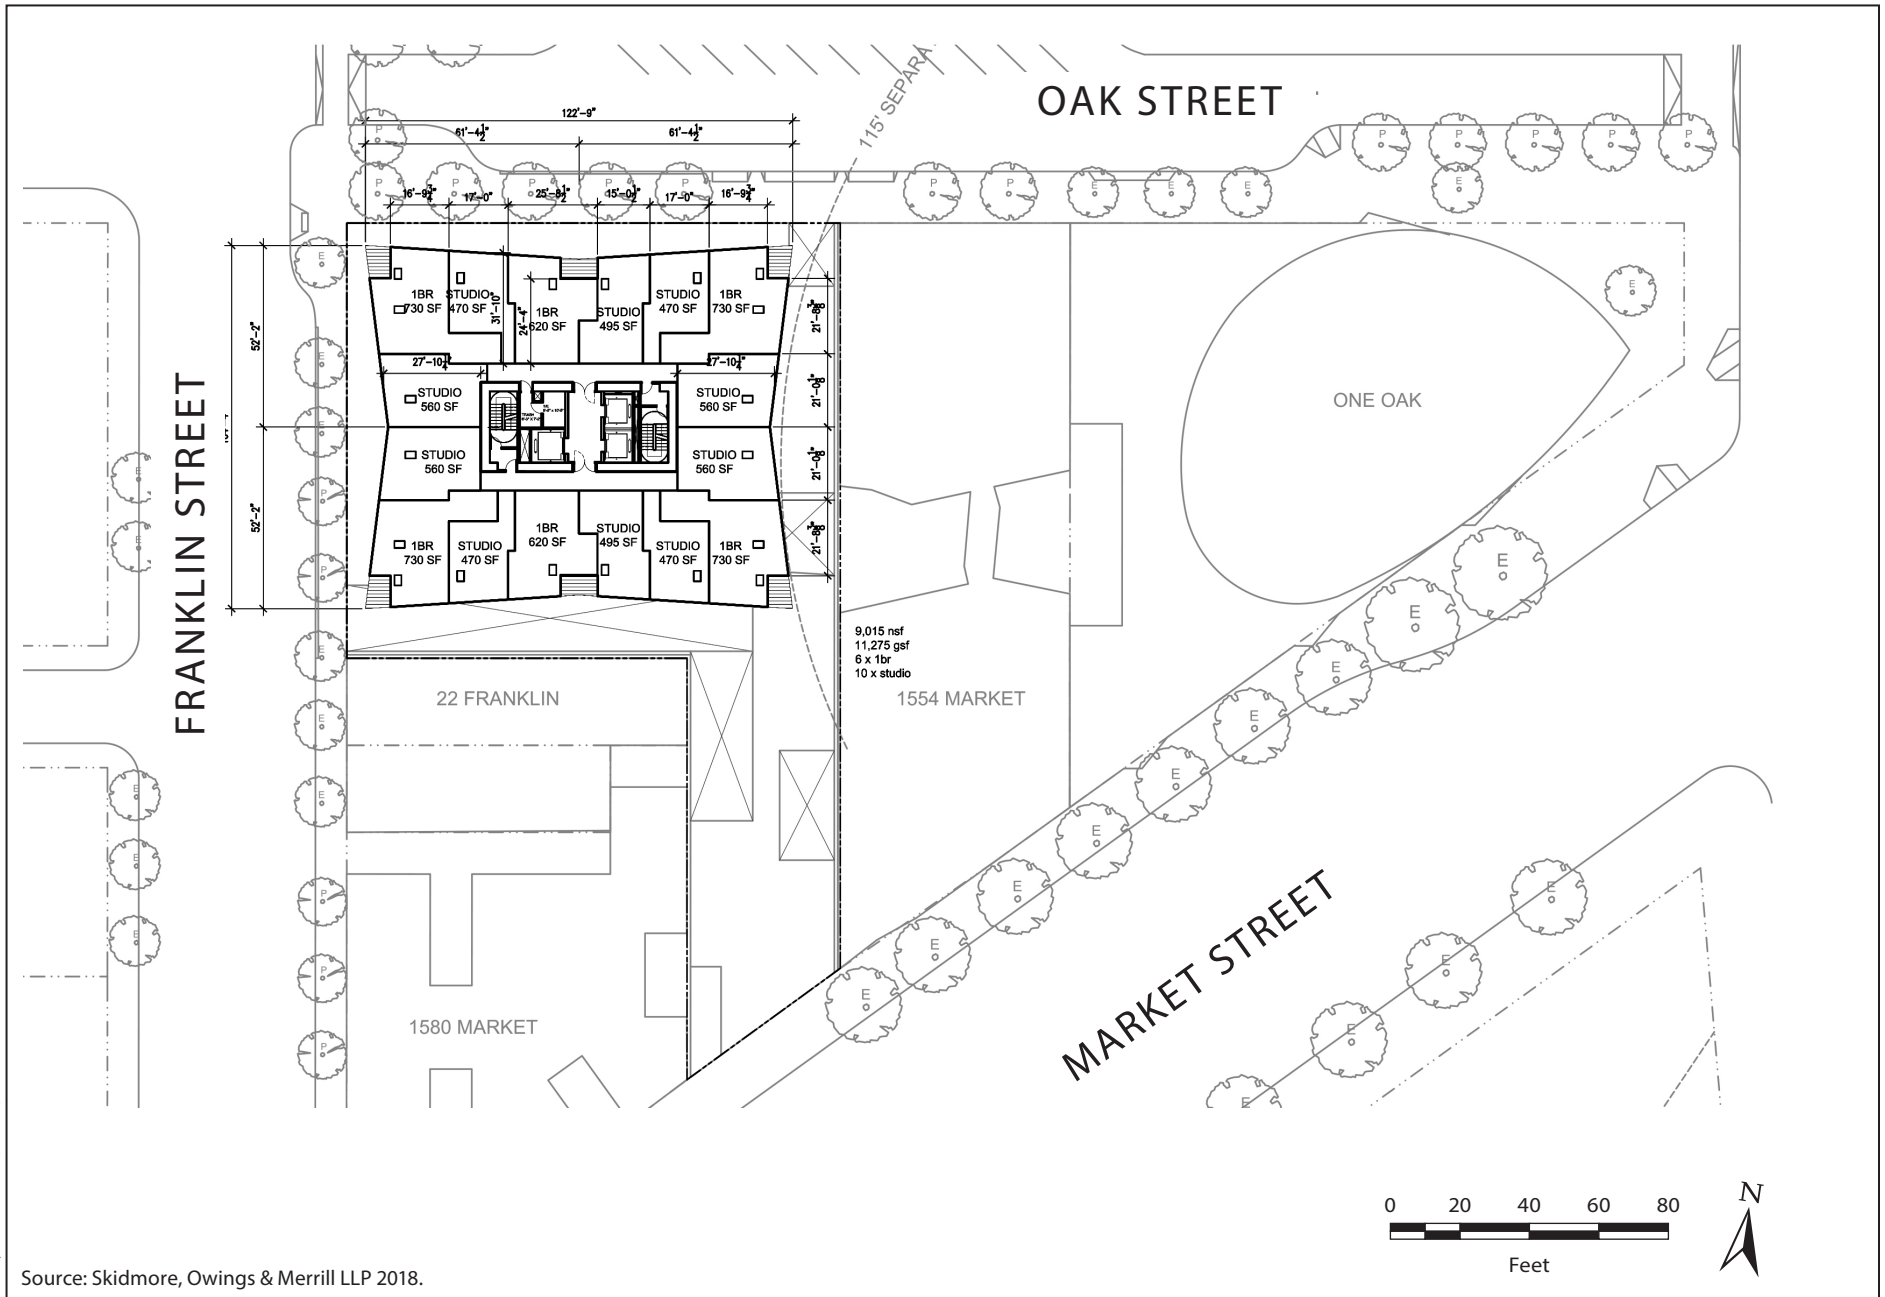 OAK STREET
115' SEPARA
122'-9"
61'-4½"
61'-4½"
P
P
P
P
P
P
P
P
P
P
P
P
P
E
E
E
E
16'-9¾"
17'-0"
25'-8½"
15'-0½"
17'-0"
16'-9¾"
1BR
730 SF
STUDIO
470 SF
31'-10"
24'-4"
1BR
620 SF
STUDIO
495 SF
STUDIO
470 SF
1BR
730 SF
21'-8⅜"
52'-2"
27'-10¼"
27'-10¼"
STUDIO
560 SF
STUDIO
560 SF
21'-0⅛"
TRASH
STUDIO
560 SF
STUDIO
560 SF
21'-0⅛"
52'-2"
1BR
730 SF
STUDIO
470 SF
1BR
620 SF
STUDIO
495 SF
STUDIO
470 SF
1BR
730 SF
21'-8⅜"
FRANKLIN STREET
E
E
E
P
P
E
E
E
P
P
P
E
E
E
E
E
ONE OAK
E
9,015 nsf
11,275 gsf
6 x 1br
10 x studio
22 FRANKLIN
1554 MARKET
1580 MARKET
E
E
E
E
E
E
E
E
E
MARKET STREET
E
E
E
E
N
0 20 40 60 80
Feet
Source: Skidmore, Owings & Merrill LLP 2018.